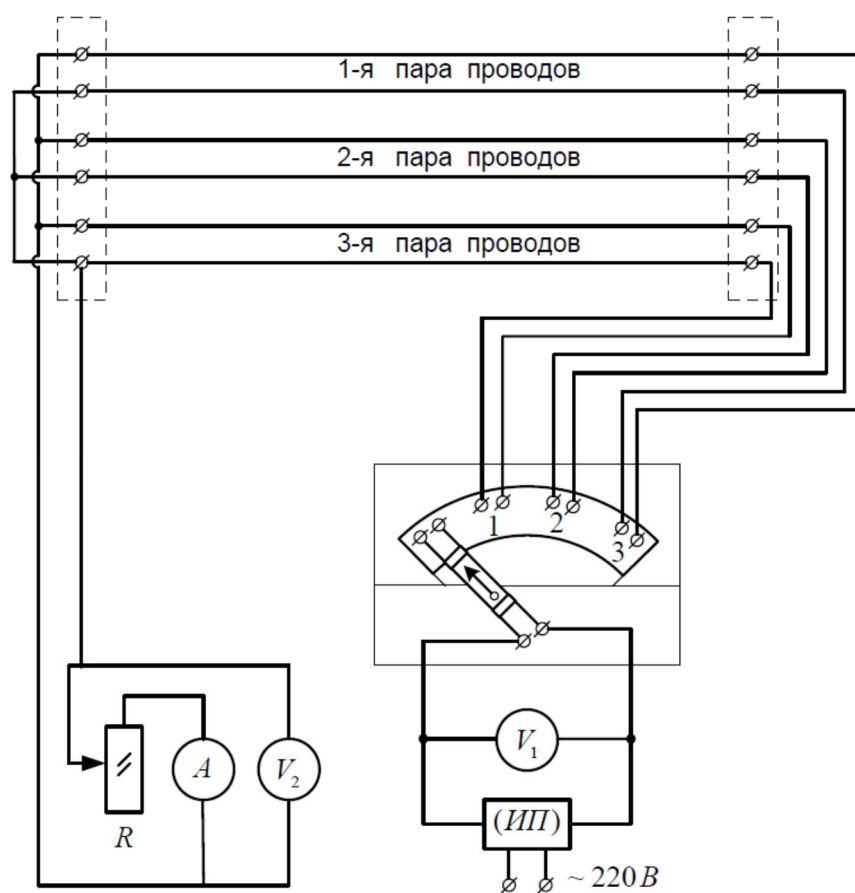 1-я пара проводов
2-я пара проводов
3-я пара проводов
1 2 3
R A V₂
V₁
(ИП)
~ 220 В